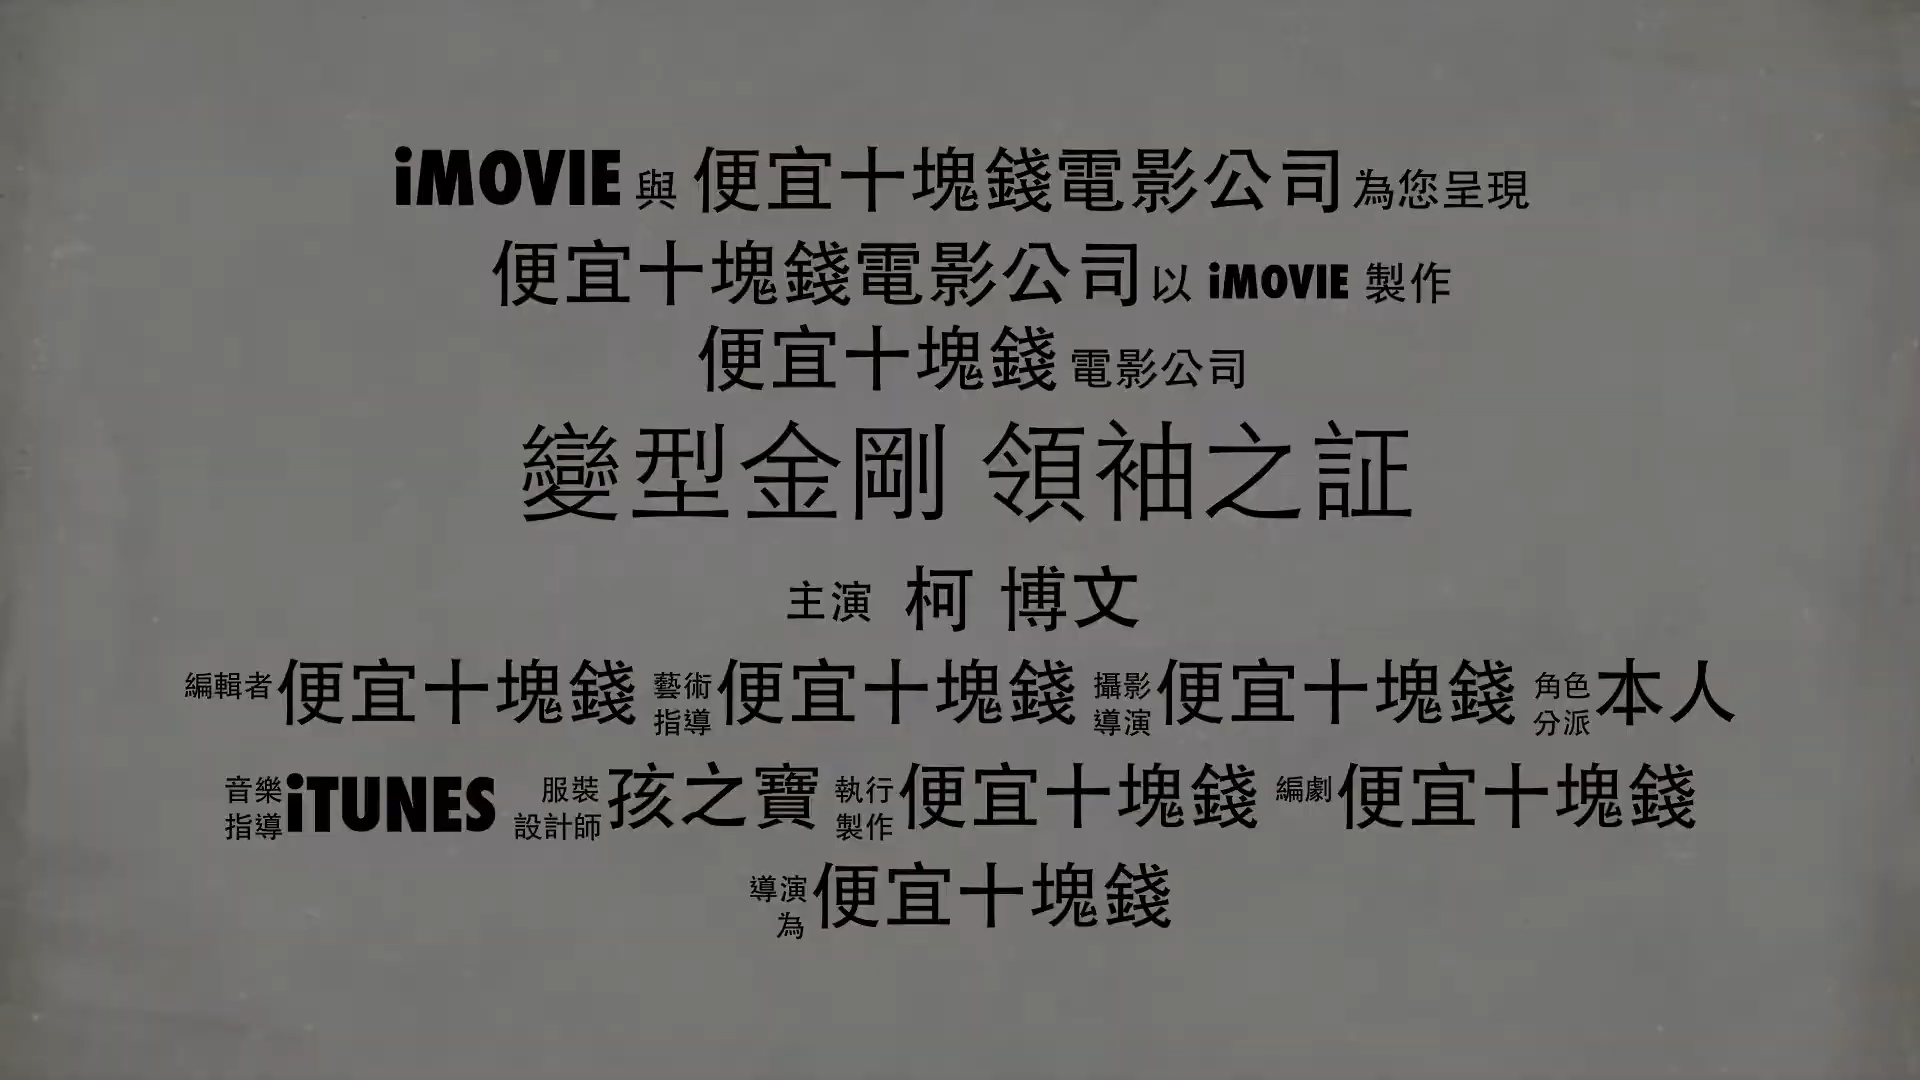 iMOVIE 與 便宜十塊錢電影公司 為您呈現
便宜十塊錢電影公司 以 iMOVIE 製作
便宜十塊錢 電影公司
變型金剛 領袖之証
主演 柯 博文
編輯者 便宜十塊錢 藝術指導 便宜十塊錢 攝影導演 便宜十塊錢 角色分派 本人
音樂指導 iTUNES 服裝設計師 孩之寶 執行製作 便宜十塊錢 編劇 便宜十塊錢
導演為 便宜十塊錢